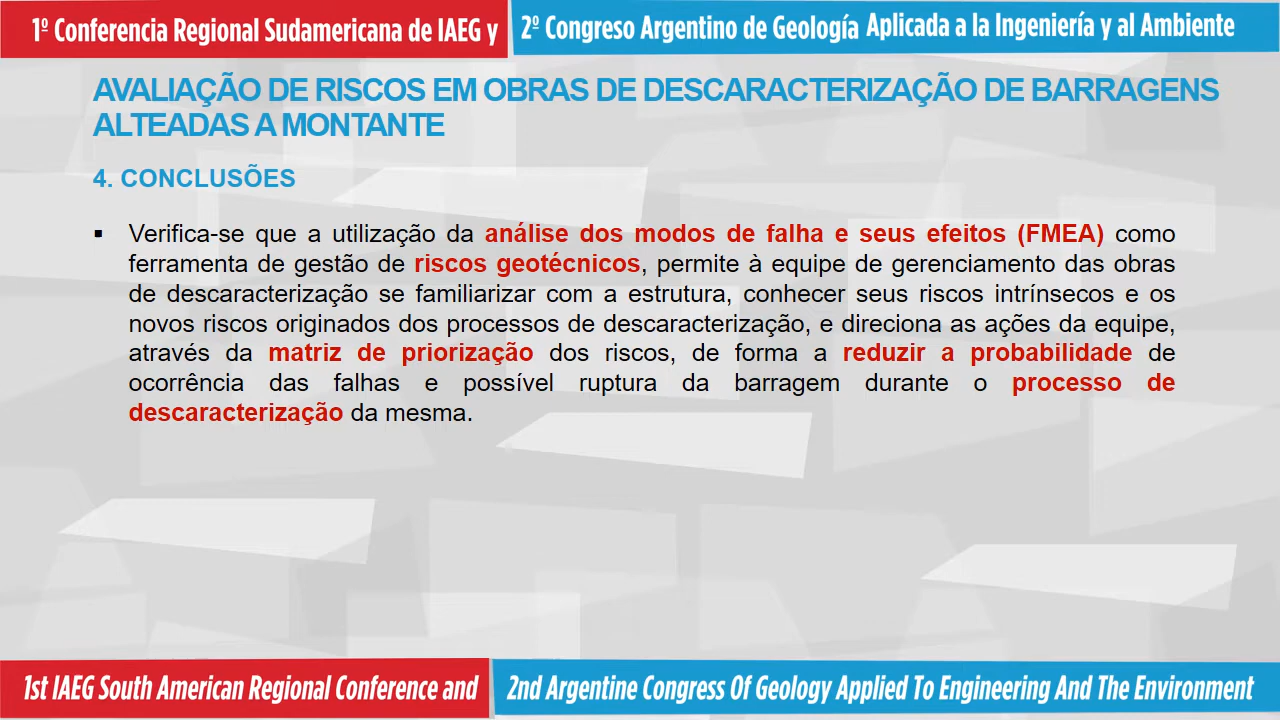 1º Conferencia Regional Sudamericana de IAEG y 2º Congreso Argentino de Geología Aplicada a la Ingeniería y al Ambiente
AVALIAÇÃO DE RISCOS EM OBRAS DE DESCARACTERIZAÇÃO DE BARRAGENS
ALTEADAS A MONTANTE
4. CONCLUSÕES
▪ Verifica-se que a utilização da análise dos modos de falha e seus efeitos (FMEA) como
ferramenta de gestão de riscos geotécnicos, permite à equipe de gerenciamento das obras
de descaracterização se familiarizar com a estrutura, conhecer seus riscos intrínsecos e os
novos riscos originados dos processos de descaracterização, e direciona as ações da equipe,
através da matriz de priorização dos riscos, de forma a reduzir a probabilidade de
ocorrência das falhas e possível ruptura da barragem durante o processo de
descaracterização da mesma.
1st IAEG South American Regional Conference and 2nd Argentine Congress Of Geology Applied To Engineering And The Environment